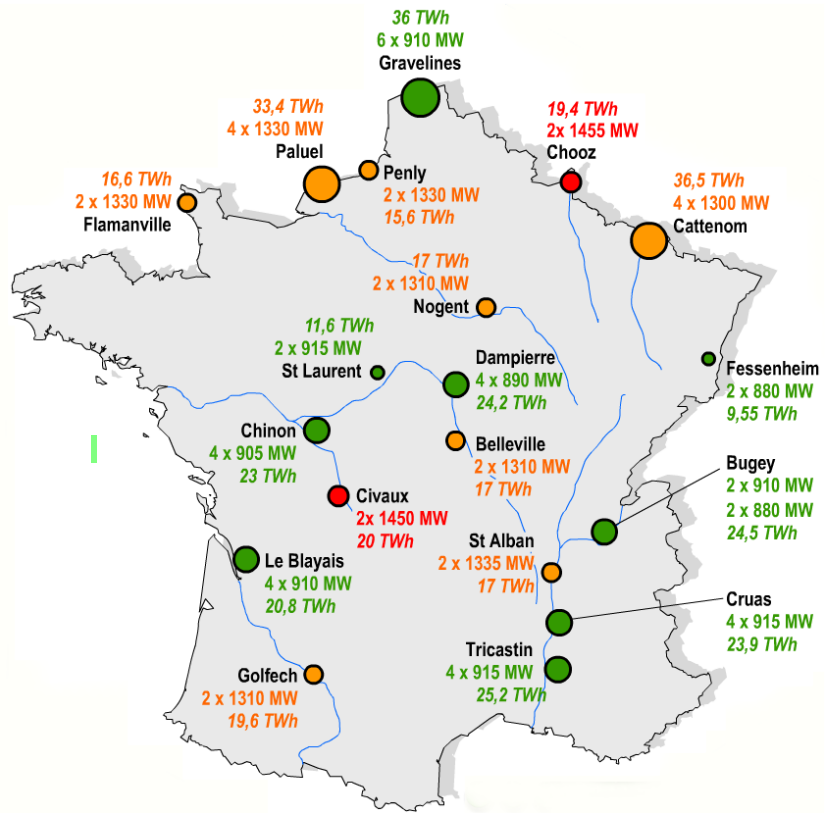 36 TWh
6 x 910 MW
Gravelines
33,4 TWh
4 x 1330 MW
Paluel
19,4 TWh
2x 1455 MW
Chooz
16,6 TWh
2 x 1330 MW
Flamanville
Penly
2 x 1330 MW
15,6 TWh
36,5 TWh
4 x 1300 MW
Cattenom
17 TWh
2 x 1310 MW
Nogent
11,6 TWh
2 x 915 MW
St Laurent
Dampierre
4 x 890 MW
24,2 TWh
Fessenheim
2 x 880 MW
9,55 TWh
Chinon
4 x 905 MW
23 TWh
Belleville
2 x 1310 MW
17 TWh
Bugey
2 x 910 MW
2 x 880 MW
24,5 TWh
Civaux
2x 1450 MW
20 TWh
St Alban
2 x 1335 MW
17 TWh
Le Blayais
4 x 910 MW
20,8 TWh
Cruas
4 x 915 MW
23,9 TWh
Tricastin
4 x 915 MW
25,2 TWh
Golfech
2 x 1310 MW
19,6 TWh